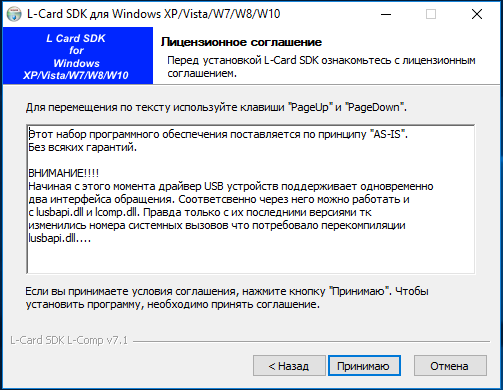 L-Card SDK для Windows XP/Vista/W7/W8/W10
L Card SDK
for
Windows
XP/Vista/W7/W8/W10
Лицензионное соглашение
Перед установкой L-Card SDK ознакомьтесь с лицензионным
соглашением.
Для перемещения по тексту используйте клавиши "PageUp" и "PageDown".
Этот набор программного обеспечения поставляется по принципу "AS-IS".
Без всяких гарантий.
ВНИМАНИЕ!!!!
Начиная с этого момента драйвер USB устройств поддерживает одновременно
два интерфейса обращения. Соответсвенно через него можно работать и
с lusbapi.dll и lcomp.dll. Правда только с их последними версиями тк
изменились номера системных вызовов что потребовало перекомпиляции
lusbapi.dll....
Если вы принимаете условия соглашения, нажмите кнопку "Принимаю". Чтобы
установить программу, необходимо принять соглашение.
L-Card SDK L-Comp v7.1
< Назад
Принимаю
Отмена